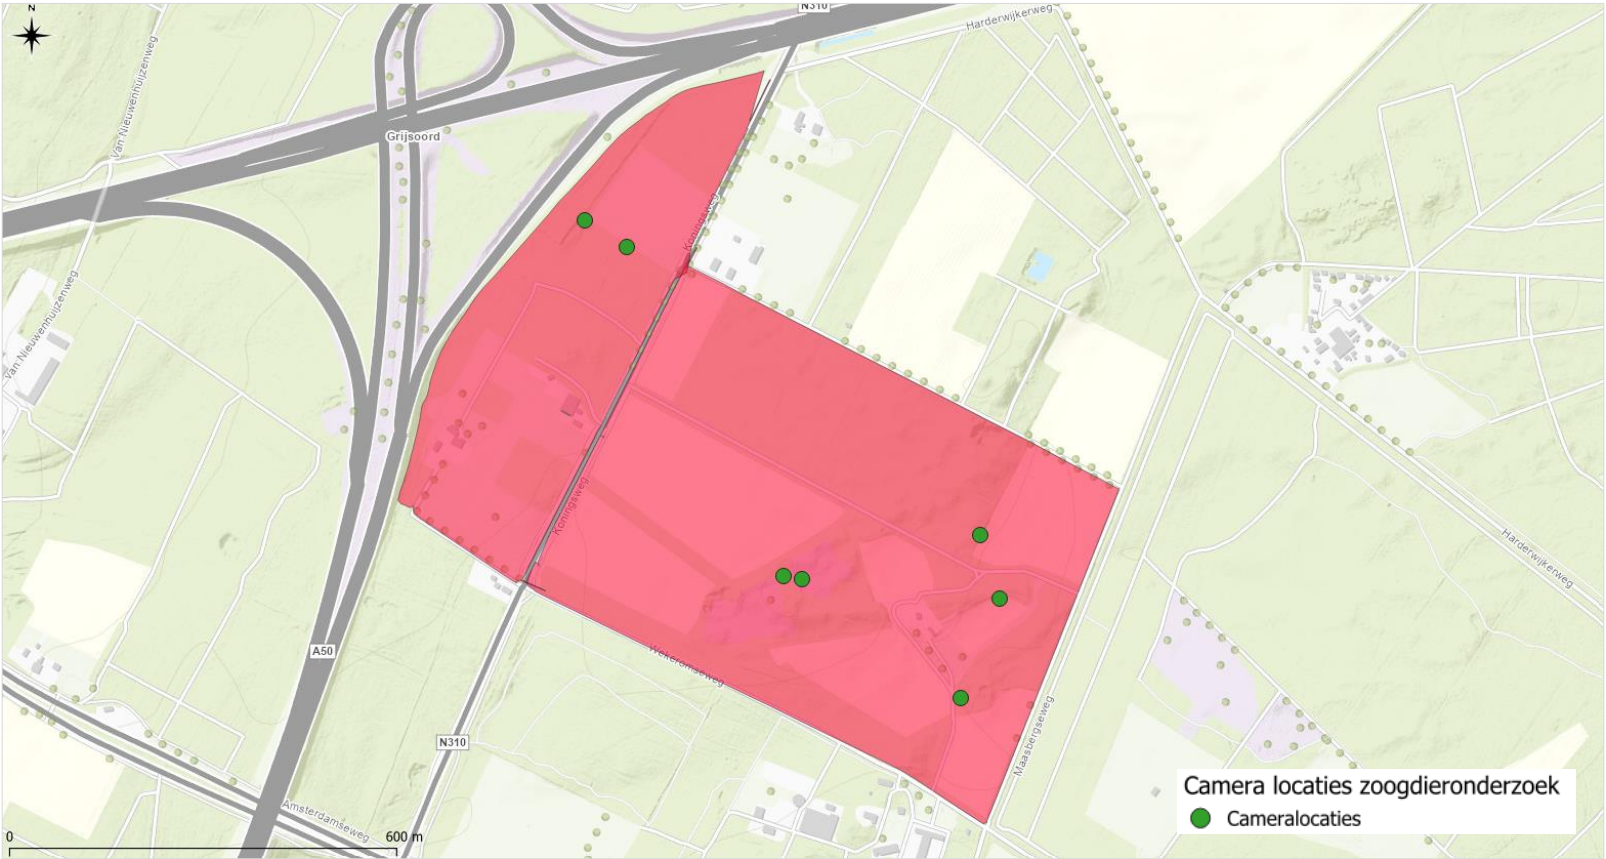 N
N310
Harderwijkerweg
Van Nieuwenhuijzenweg
Grijsoord
Koningsweg
Van Nieuwenhuijzenweg
Koningsweg
Harderwijkerweg
A50
Wekeromseweg
Maasbergseweg
N310
Amsterdamseweg
Camera locaties zoogdieronderzoek
Cameralocaties
0
600 m